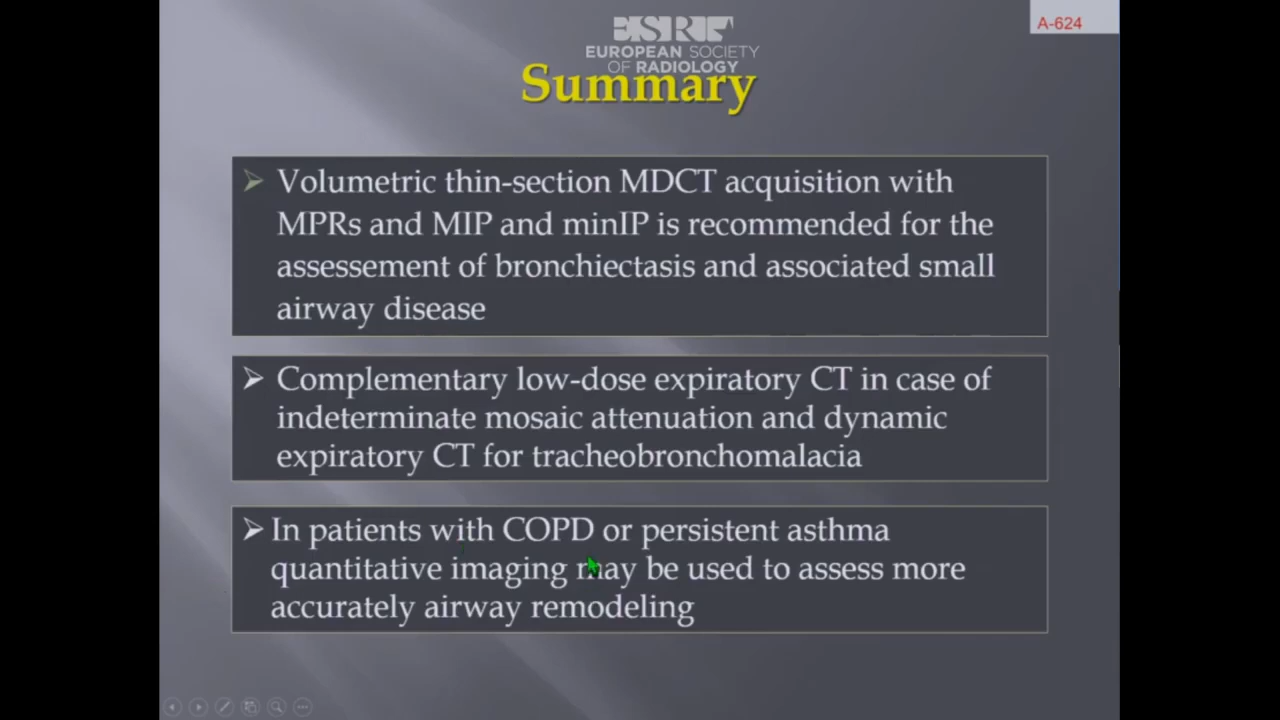 A-624
ESR
EUROPEAN SOCIETY
OF RADIOLOGY
Summary
Volumetric thin-section MDCT acquisition with
MPRs and MIP and minIP is recommended for the
assessement of bronchiectasis and associated small
airway disease
Complementary low-dose expiratory CT in case of
indeterminate mosaic attenuation and dynamic
expiratory CT for tracheobronchomalacia
In patients with COPD or persistent asthma
quantitative imaging may be used to assess more
accurately airway remodeling